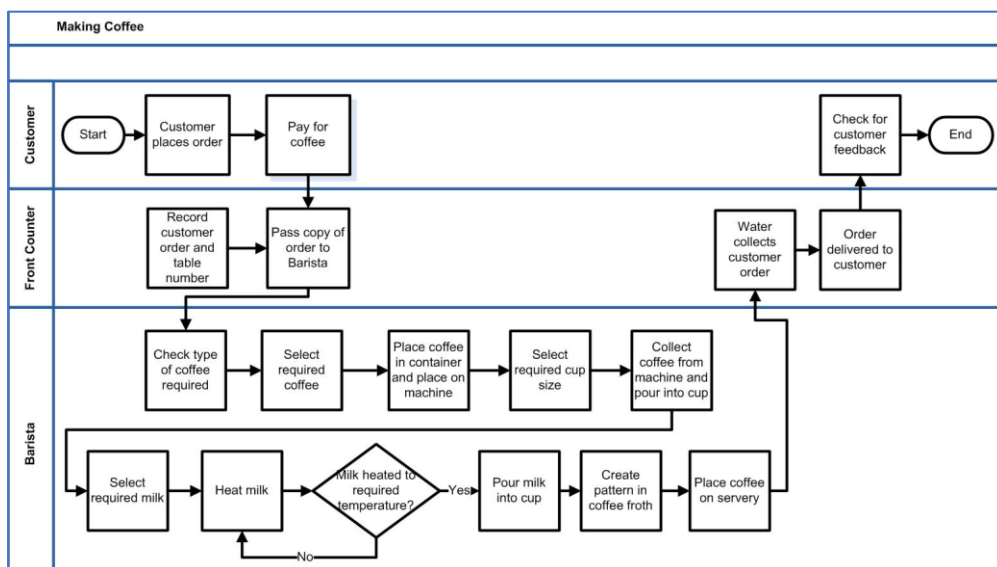 Making Coffee
Customer
Start
Customer
places order
Pay for
coffee
Check for
customer
feedback
End
Front Counter
Record
customer
order and
table
number
Pass copy of
order to
Barista
Water
collects
customer
order
Order
delivered to
customer
Barista
Check type
of coffee
required
Select
required
coffee
Place coffee
in container
and place on
machine
Select
required cup
size
Collect
coffee from
machine and
pour into cup
Select
required milk
Heat milk
Milk heated to
required
temperature?
Yes
No
Pour milk
into cup
Create
pattern in
coffee froth
Place coffee
on servery